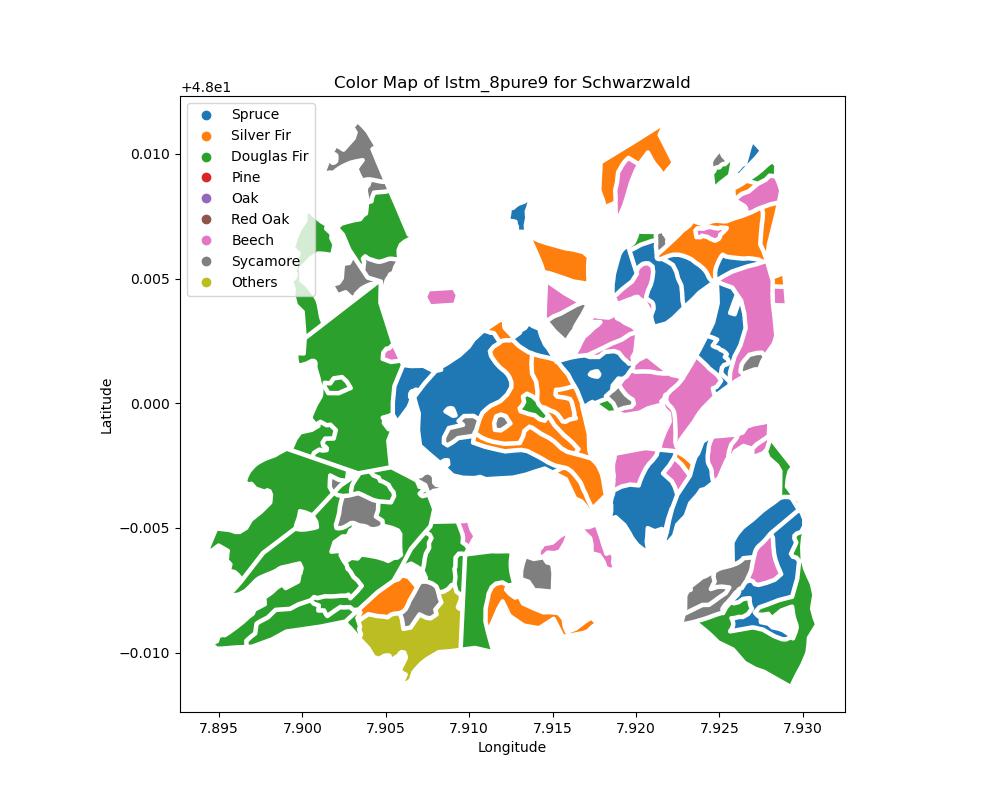 Color Map of lstm_8pure9 for Schwarzwald
+4.8e1
Spruce
Silver Fir
Douglas Fir
Pine
Oak
Red Oak
Beech
Sycamore
Others
0.010
0.005
0.000
−0.005
−0.010
Latitude
7.895 7.900 7.905 7.910 7.915 7.920 7.925 7.930
Longitude